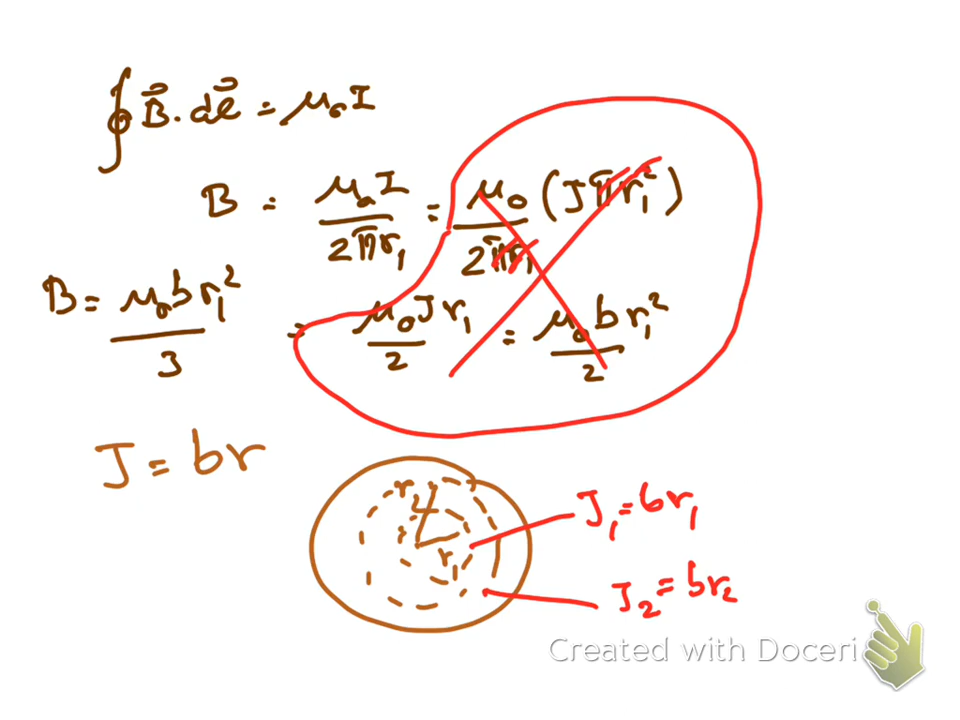 ∮ B⃗ . dl⃗ = μ₀I
B = μ₀I / 2πr₁ = μ₀ / 2πr₁ (Jπr₁²)
B = μ₀br₁² / 3
= μ₀Jr₁ / 2 = μ₀br₁² / 2
J = br
r₂
r₁
J₁ = br₁
J₂ = br₂
Created with Doceri